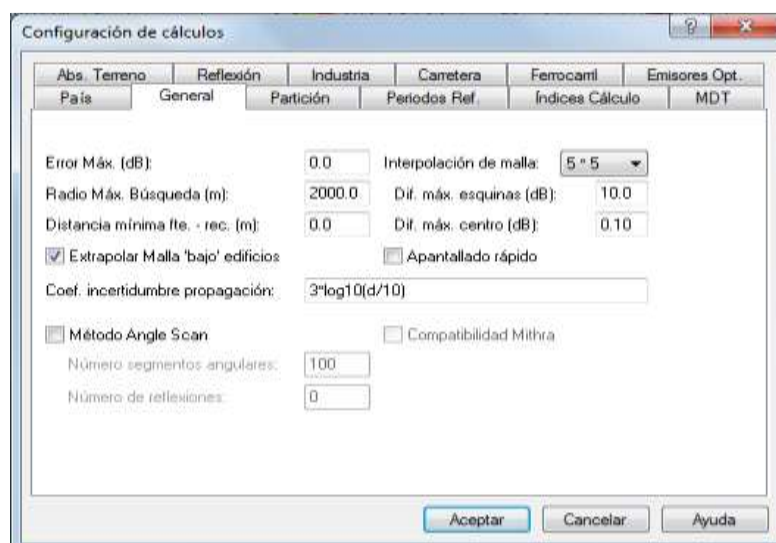 Configuración de cálculos
Abs. Terreno Reflexión Industria Carretera Ferrocarril Emisores Opt.
País General Partición Periodos Ref. Índices Cálculo MDT
Error Máx. (dB): 0.0 Interpolación de malla: 5 * 5
Radio Máx. Búsqueda (m): 2000.0 Dif. máx. esquinas (dB): 10.0
Distancia mínima fte. - rec. (m): 0.0 Dif. máx. centro (dB): 0.10
Extrapolar Malla 'bajo' edificios Apantallado rápido
Coef. incertidumbre propagación: 3*log10(d/10)
Método Angle Scan Compatibilidad Mithra
Número segmentos angulares: 100
Número de reflexiones: 0
Aceptar Cancelar Ayuda